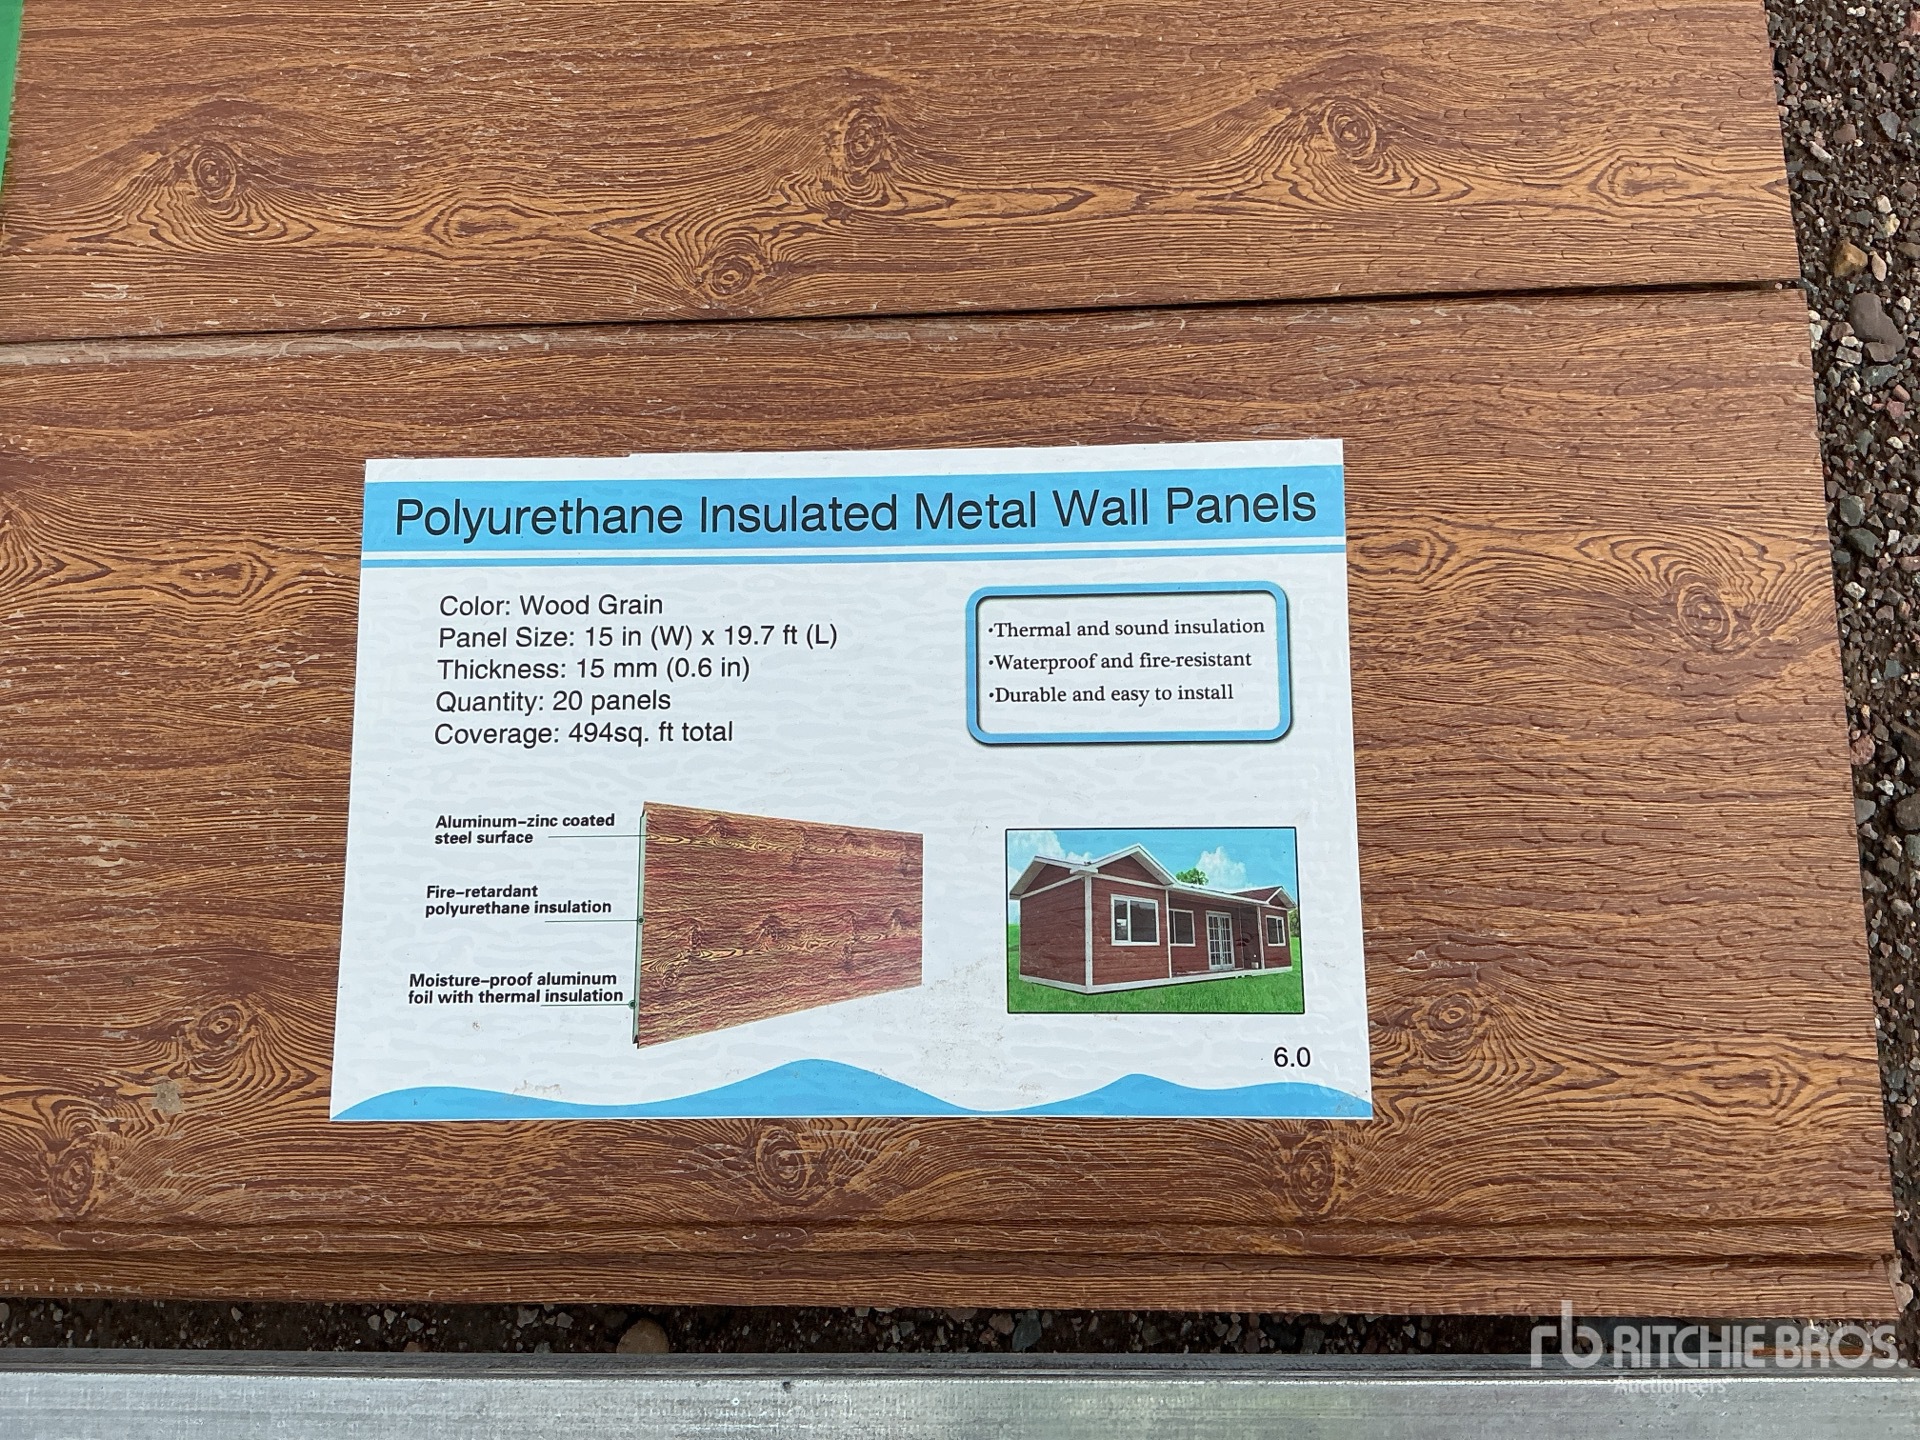 Polyurethane Insulated Metal Wall Panels
Color: Wood Grain
Panel Size: 15 in (W) x 19.7 ft (L)
Thickness: 15 mm (0.6 in)
Quantity: 20 panels
Coverage: 494sq. ft total
•Thermal and sound insulation
•Waterproof and fire-resistant
•Durable and easy to install
Aluminum-zinc coated
steel surface
Fire-retardant
polyurethane insulation
Moisture-proof aluminum
foil with thermal insulation
6.0
rb RITCHIE BROS.
Auctioneers